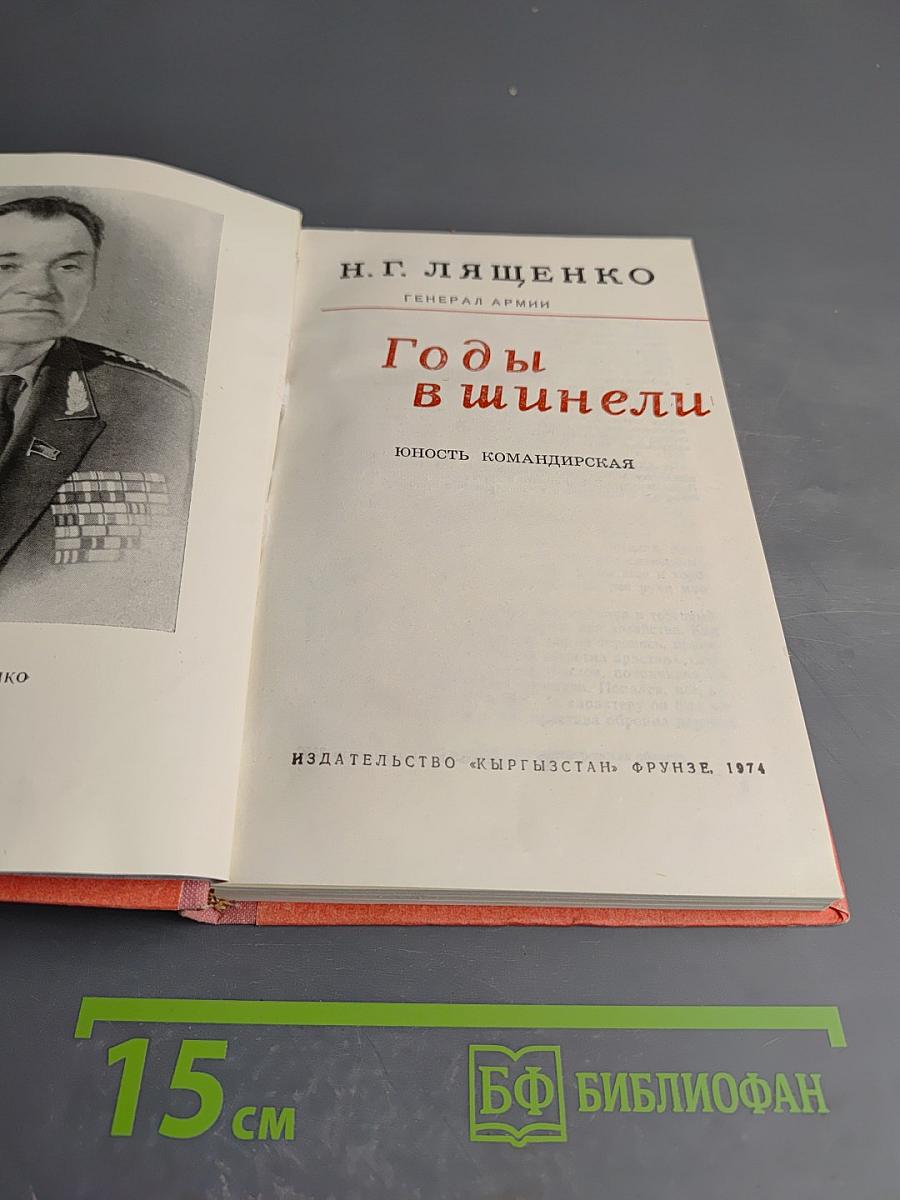 Н. Г. ЛЯЩЕНКО
ГЕНЕРАЛ АРМИИ
Годы
в шинели
ЮНОСТЬ КОМАНДИРСКАЯ
НКО
ИЗДАТЕЛЬСТВО «КЫРГЫЗСТАН» ФРУНЗЕ, 1974
15 см
БФ БИБЛИОФАН